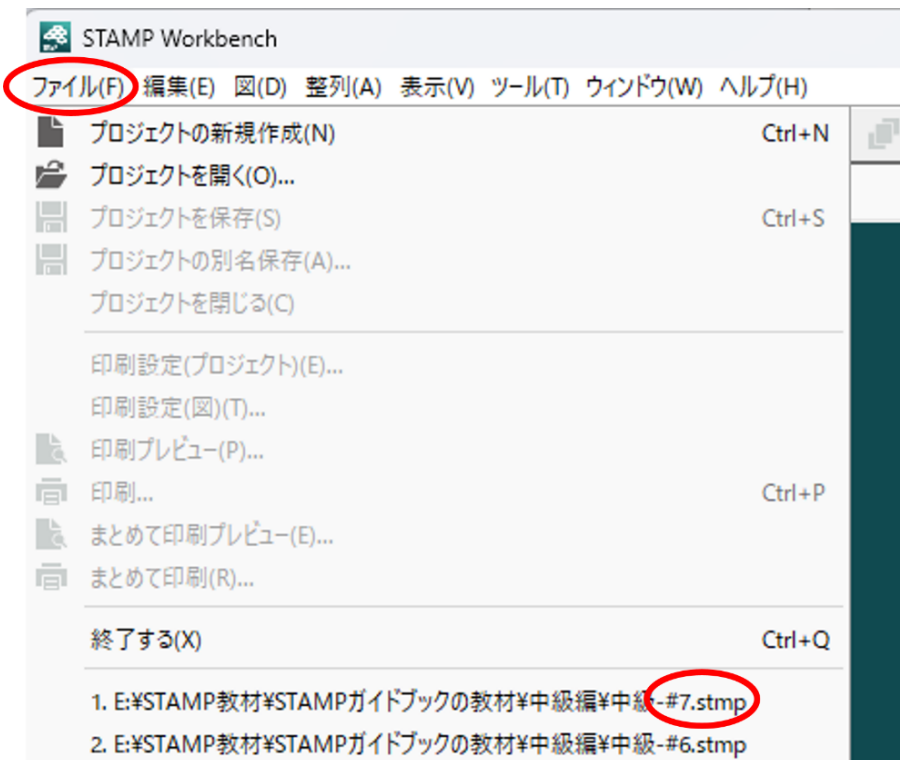 STAMP Workbench
ファイル(F) 編集(E) 図(D) 整列(A) 表示(V) ツール(T) ウィンドウ(W) ヘルプ(H)
プロジェクトの新規作成(N) Ctrl+N
プロジェクトを開く(O)...
プロジェクトを保存(S) Ctrl+S
プロジェクトの別名保存(A)...
プロジェクトを閉じる(C)
印刷設定(プロジェクト)(E)...
印刷設定(図)(T)...
印刷プレビュー(P)...
印刷... Ctrl+P
まとめて印刷プレビュー(E)...
まとめて印刷(R)...
終了する(X) Ctrl+Q
1. E:¥STAMP教材¥STAMPガイドブックの教材¥中級編¥中級-#7.stmp
2. E:¥STAMP教材¥STAMPガイドブックの教材¥中級編¥中級-#6.stmp